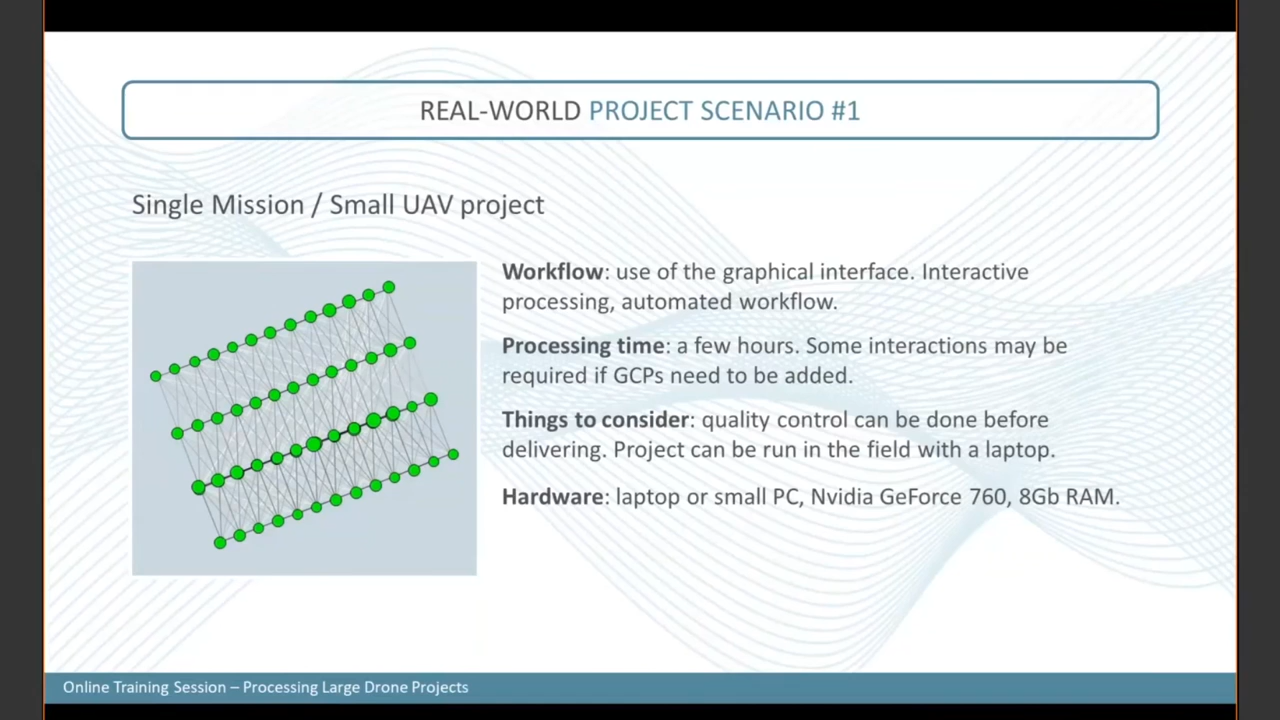 REAL-WORLD PROJECT SCENARIO #1
Single Mission / Small UAV project
Workflow: use of the graphical interface. Interactive
processing, automated workflow.
Processing time: a few hours. Some interactions may be
required if GCPs need to be added.
Things to consider: quality control can be done before
delivering. Project can be run in the field with a laptop.
Hardware: laptop or small PC, Nvidia GeForce 760, 8Gb RAM.
Online Training Session – Processing Large Drone Projects